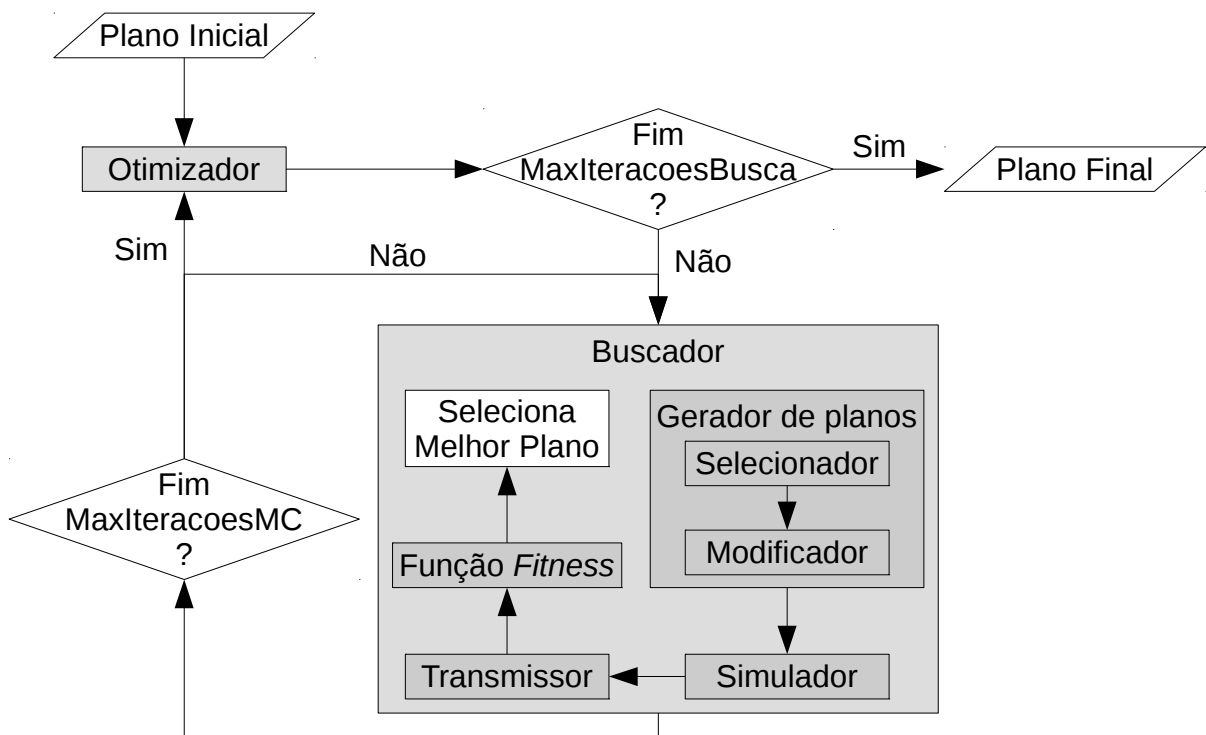 Plano Inicial
Otimizador
Fim
MaxIteracoesBusca
?
Sim
Plano Final
Sim
Não
Não
Buscador
Seleciona
Melhor Plano
Gerador de planos
Selecionador
Modificador
Fim
MaxIteracoesMC
?
Função Fitness
Transmissor
Simulador